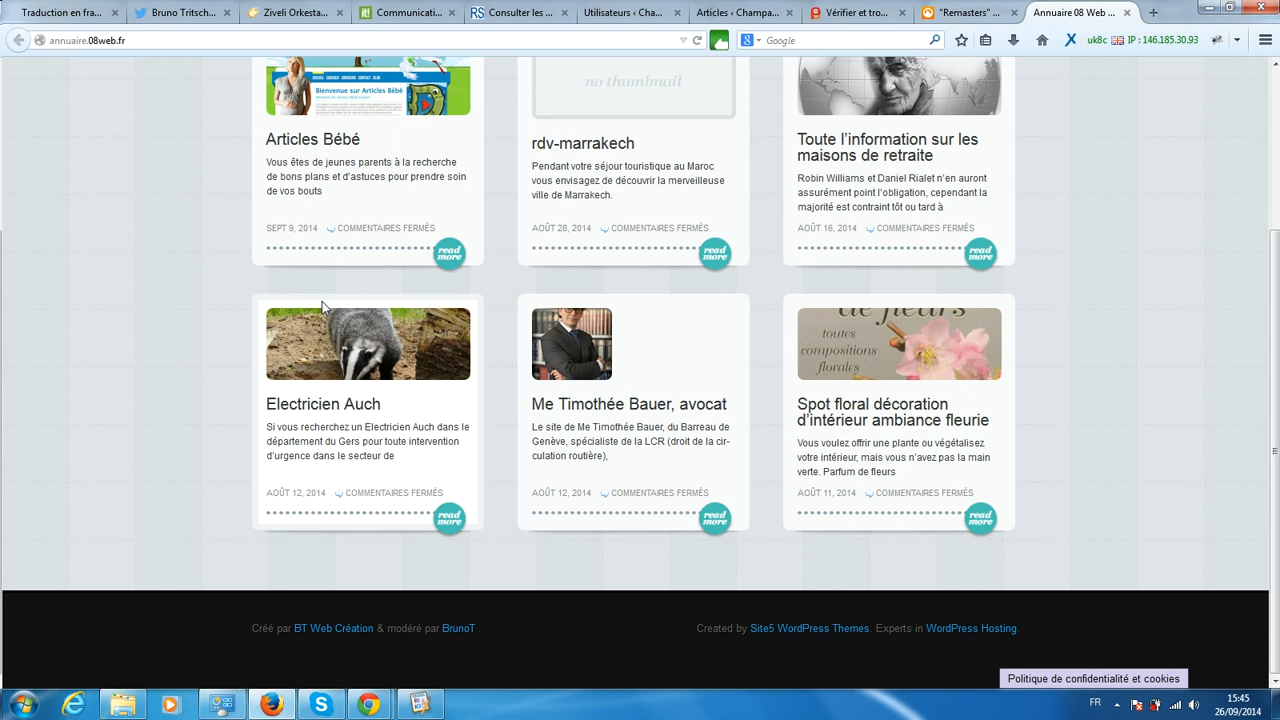 Traduction en fra...
Bruno Tritsch...
Ziveli Orkesta...
it! Communicati...
RS Consulter les ...
Utilisateurs ‹ Cha...
Articles ‹ Champa...
Vérifier et tro...
"Remasters" ...
Annuaire 08 Web ...
annuaire.08web.fr
Google
uk8c IP : 146.185.30.93
Bienvenue sur Articles Bébé
no thumbnail
Articles Bébé
Vous êtes de jeunes parents à la recherche
de bons plans et d'astuces pour prendre soin
de vos bouts
SEPT 9, 2014 COMMENTAIRES FERMÉS
read
more
rdv-marrakech
Pendant votre séjour touristique au Maroc
vous envisagez de découvrir la merveilleuse
ville de Marrakech.
AOÛT 28, 2014 COMMENTAIRES FERMÉS
read
more
Toute l'information sur les
maisons de retraite
Robin Williams et Daniel Rialet n'en auront
assurément point l'obligation, cependant la
majorité est contraint tôt ou tard à
AOÛT 16, 2014 COMMENTAIRES FERMÉS
read
more
Electricien Auch
Si vous recherchez un Electricien Auch dans le
département du Gers pour toute intervention
d'urgence dans le secteur de
AOÛT 12, 2014 COMMENTAIRES FERMÉS
read
more
Me Timothée Bauer, avocat
Le site de Me Timothée Bauer, du Barreau de
Genève, spécialiste de la LCR (droit de la cir-
culation routière),
AOÛT 12, 2014 COMMENTAIRES FERMÉS
read
more
de fleurs
toutes
compositions
florales
Spot floral décoration
d'intérieur ambiance fleurie
Vous voulez offrir une plante ou végétalisez
votre intérieur, mais vous n'avez pas la main
verte. Parfum de fleurs
AOÛT 11, 2014 COMMENTAIRES FERMÉS
read
more
Créé par BT Web Création & modéré par BrunoT .
Created by Site5 WordPress Themes. Experts in WordPress Hosting.
Politique de confidentialité et cookies
FR
15:45
26/09/2014